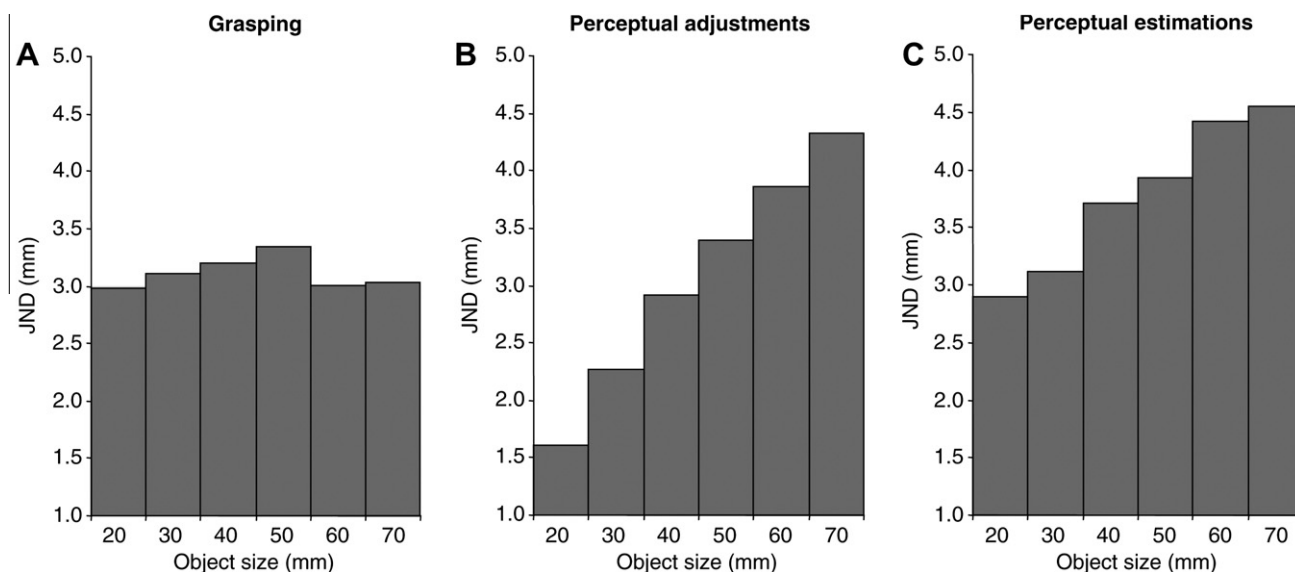 Grasping
A
5.0
4.5
4.0
3.5
3.0
2.5
2.0
1.5
1.0
JND (mm)
20 30 40 50 60 70
Object size (mm)
Perceptual adjustments
B
5.0
4.5
4.0
3.5
3.0
2.5
2.0
1.5
1.0
JND (mm)
20 30 40 50 60 70
Object size (mm)
Perceptual estimations
C
5.0
4.5
4.0
3.5
3.0
2.5
2.0
1.5
1.0
JND (mm)
20 30 40 50 60 70
Object size (mm)